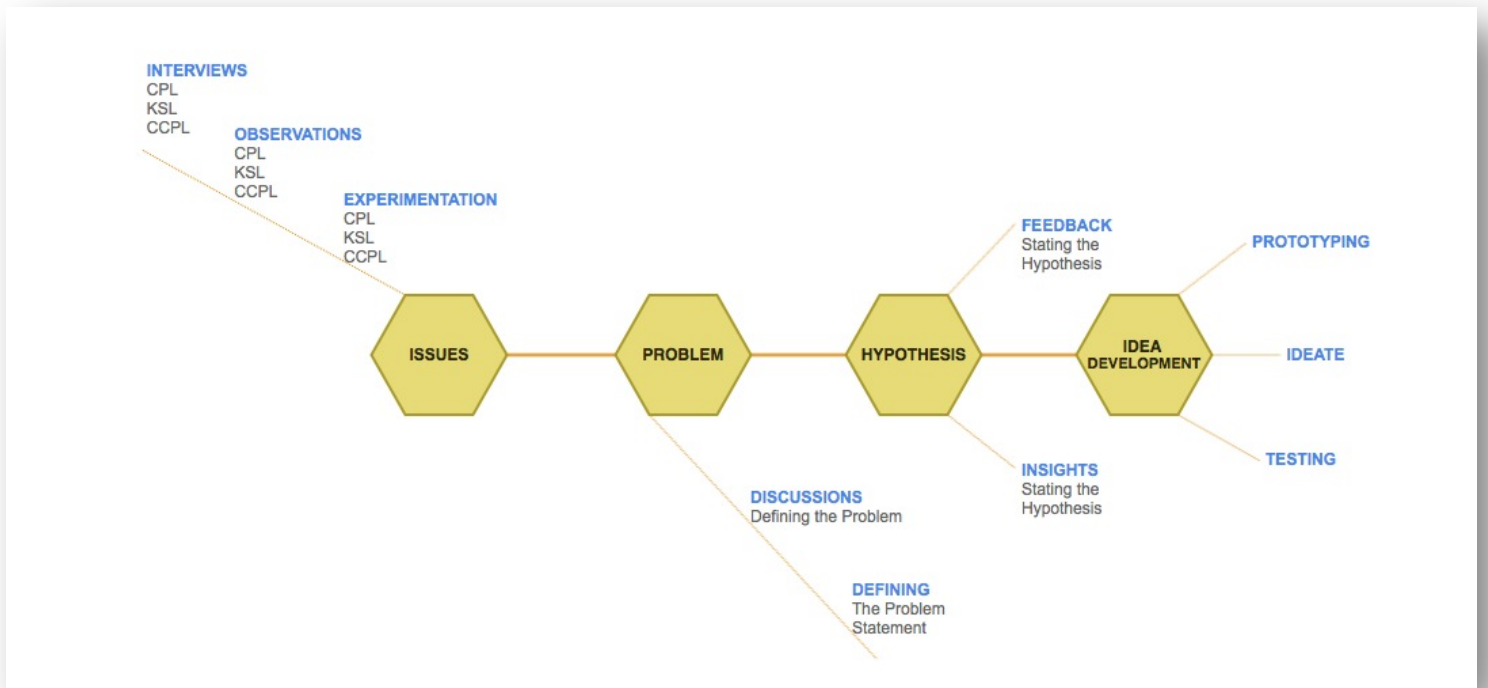 INTERVIEWS
CPL
KSL
CCPL
OBSERVATIONS
CPL
KSL
CCPL
EXPERIMENTATION
CPL
KSL
CCPL
ISSUES
PROBLEM
DISCUSSIONS
Defining the Problem
DEFINING
The Problem
Statement
HYPOTHESIS
FEEDBACK
Stating the
Hypothesis
INSIGHTS
Stating the
Hypothesis
IDEA
DEVELOPMENT
PROTOTYPING
IDEATE
TESTING